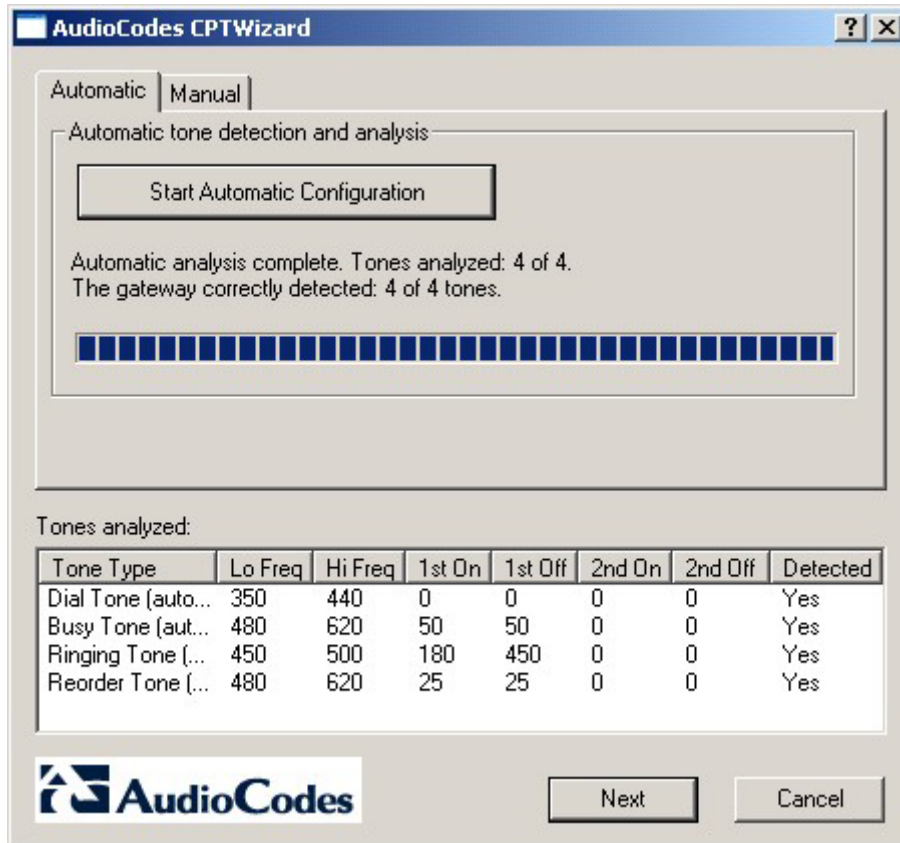 AudioCodes CPTWizard
Automatic Manual
Automatic tone detection and analysis
Start Automatic Configuration
Automatic analysis complete. Tones analyzed: 4 of 4.
The gateway correctly detected: 4 of 4 tones.
Tones analyzed:
Tone Type Lo Freq Hi Freq 1st On 1st Off 2nd On 2nd Off Detected
Dial Tone (auto... 350 440 0 0 0 0 Yes
Busy Tone (aut... 480 620 50 50 0 0 Yes
Ringing Tone (... 450 500 180 450 0 0 Yes
Reorder Tone (... 480 620 25 25 0 0 Yes
AudioCodes
Next Cancel